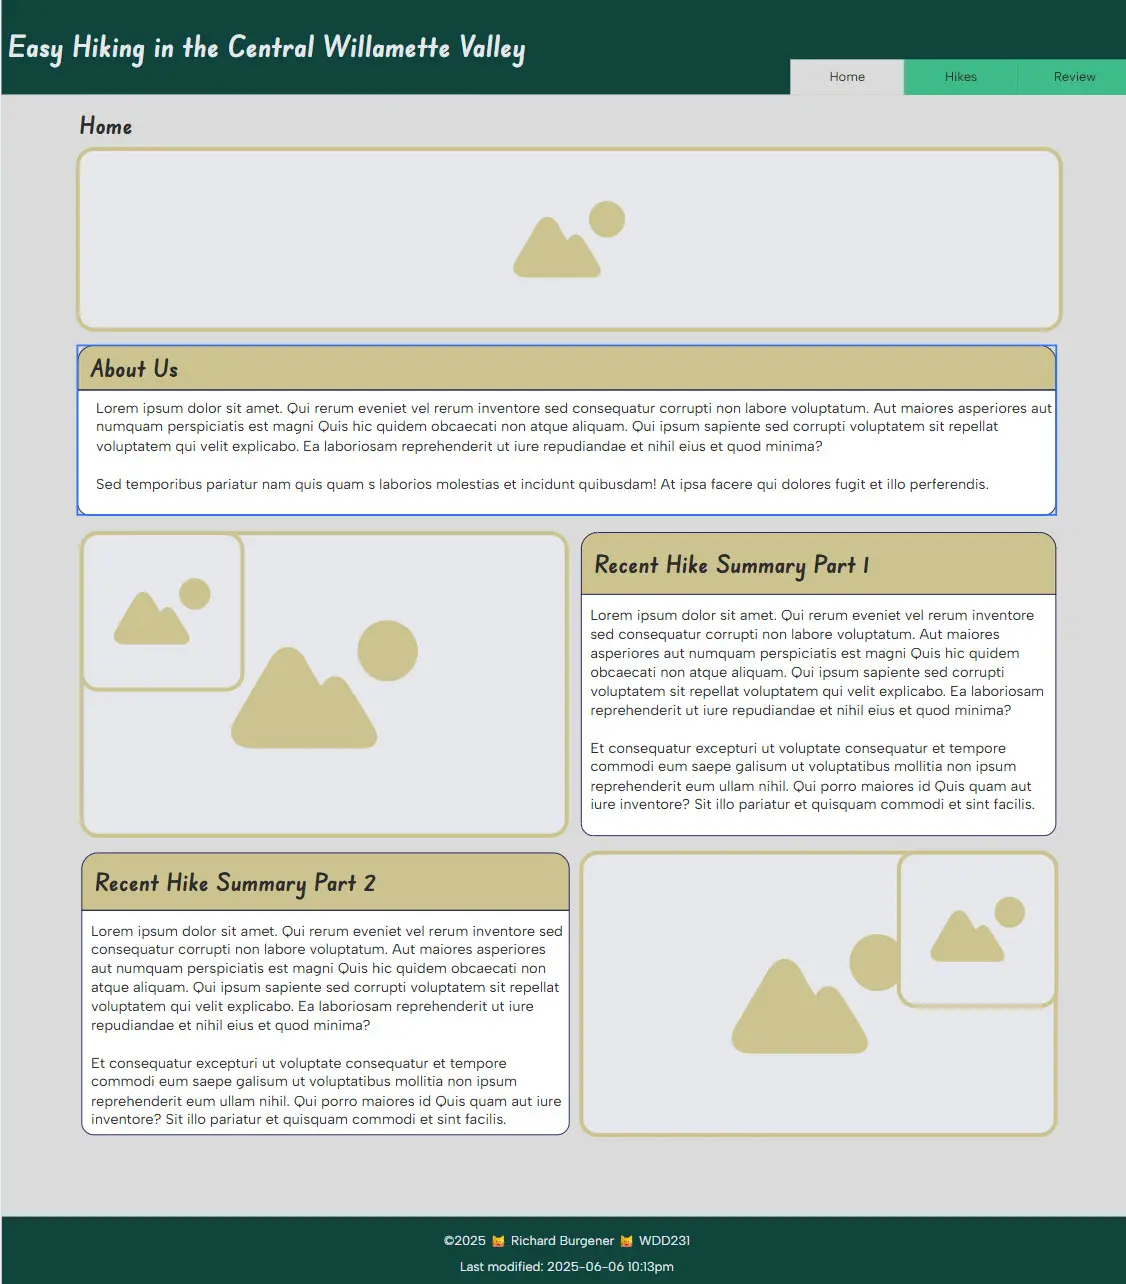 Easy Hiking in the Central Willamette Valley
Home
Hikes
Review
Home
About Us
Lorem ipsum dolor sit amet. Qui rerum eveniet vel rerum inventore sed consequatur corrupti non labore voluptatum. Aut maiores asperiores aut
numquam perspiciatis est magni Quis hic quidem obcaecati non atque aliquam. Qui ipsum sapiente sed corrupti voluptatem sit repellat
voluptatem qui velit explicabo. Ea laboriosam reprehenderit ut iure repudiandae et nihil eius et quod minima?
Sed temporibus pariatur nam quis quam s laborios molestias et incidunt quibusdam! At ipsa facere qui dolores fugit et illo perferendis.
Recent Hike Summary Part 1
Lorem ipsum dolor sit amet. Qui rerum eveniet vel rerum inventore
sed consequatur corrupti non labore voluptatum. Aut maiores
asperiores aut numquam perspiciatis est magni Quis hic quidem
obcaecati non atque aliquam. Qui ipsum sapiente sed corrupti
voluptatem sit repellat voluptatem qui velit explicabo. Ea laboriosam
reprehenderit ut iure repudiandae et nihil eius et quod minima?
Et consequatur excepturi ut voluptate consequatur et tempore
commodi eum saepe galisum ut voluptatibus mollitia non ipsum
reprehenderit eum ullam nihil. Qui porro maiores id Quis quam aut
iure inventore? Sit illo pariatur et quisquam commodi et sint facilis.
Recent Hike Summary Part 2
Lorem ipsum dolor sit amet. Qui rerum eveniet vel rerum inventore sed
consequatur corrupti non labore voluptatum. Aut maiores asperiores
aut numquam perspiciatis est magni Quis hic quidem obcaecati non
atque aliquam. Qui ipsum sapiente sed corrupti voluptatem sit repellat
voluptatem qui velit explicabo. Ea laboriosam reprehenderit ut iure
repudiandae et nihil eius et quod minima?
Et consequatur excepturi ut voluptate consequatur et tempore
commodi eum saepe galisum ut voluptatibus mollitia non ipsum
reprehenderit eum ullam nihil. Qui porro maiores id Quis quam aut iure
inventore? Sit illo pariatur et quisquam commodi et sint facilis.
©2025 Richard Burgener WDD231
Last modified: 2025-06-06 10:13pm